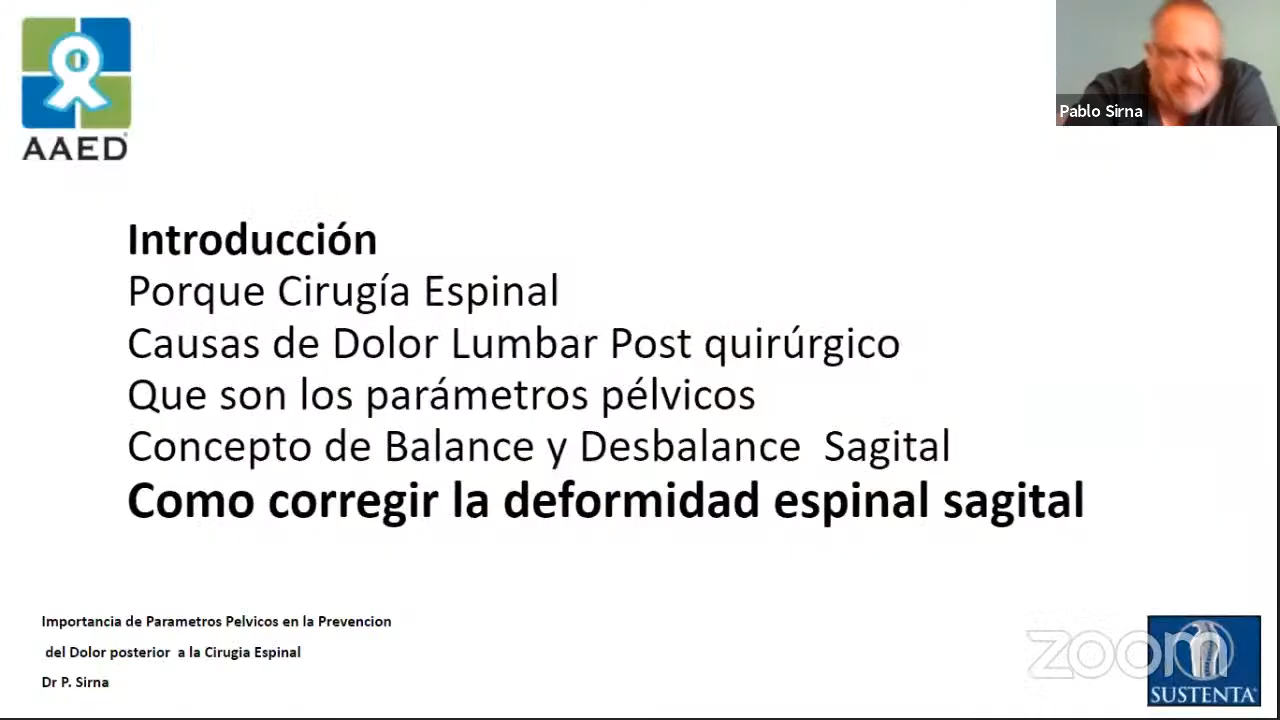 AAED
Pablo Sirna
Introducción
Porque Cirugía Espinal
Causas de Dolor Lumbar Post quirúrgico
Que son los parámetros pélvicos
Concepto de Balance y Desbalance Sagital
Como corregir la deformidad espinal sagital
Importancia de Parametros Pelvicos en la Prevencion
del Dolor posterior a la Cirugia Espinal
Dr P. Sirna
zoom
SUSTENTA